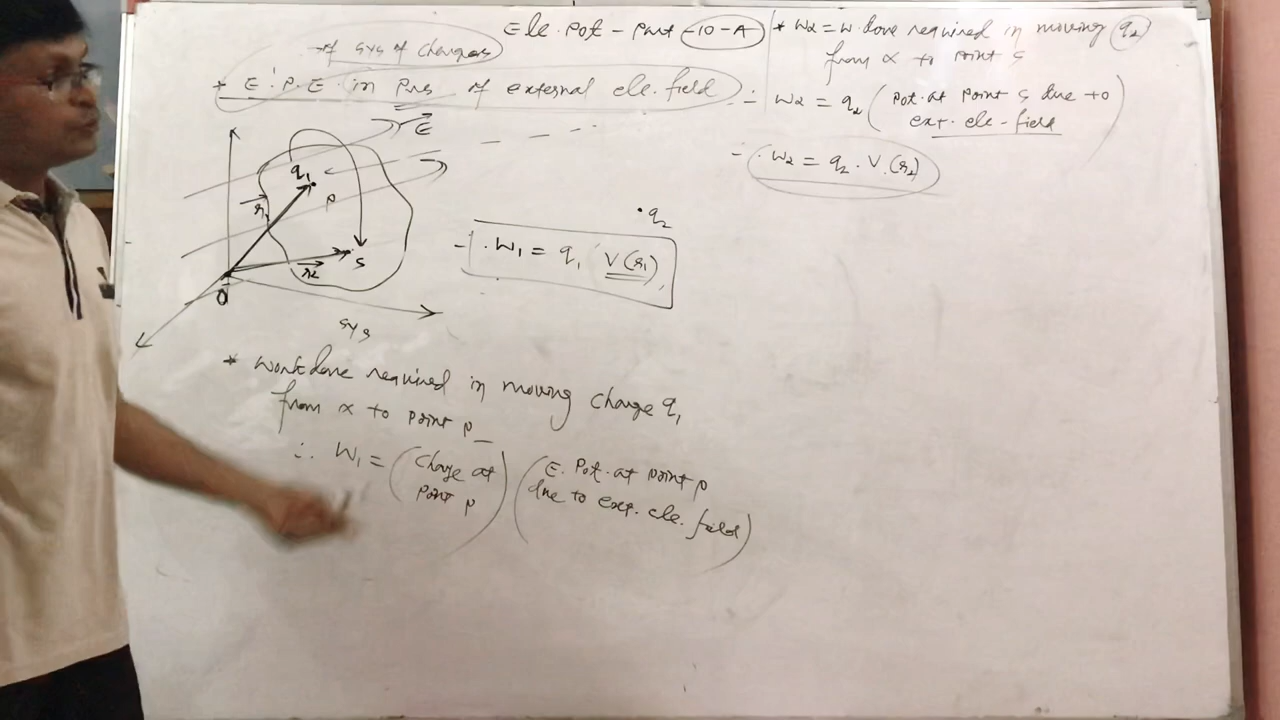 Ele. Pot - Part - 10 - A
of sys of charges
* E. P. E in Pres of external ele. field
E
q1
P
r1
S
r2
O
sys
.q2
∴ W1 = q1 V(r1)
* Work done required in moving charge q1
from ∝ to point P
∴ W1 = (charge at point P) (E. Pot. at point P due to ext. ele. field)
* W2 = w. done required in moving q2
from ∝ to point S
∴ W2 = q2 (Pot. at point S due to ext. ele-field)
∴ W2 = q2 . V(r2)